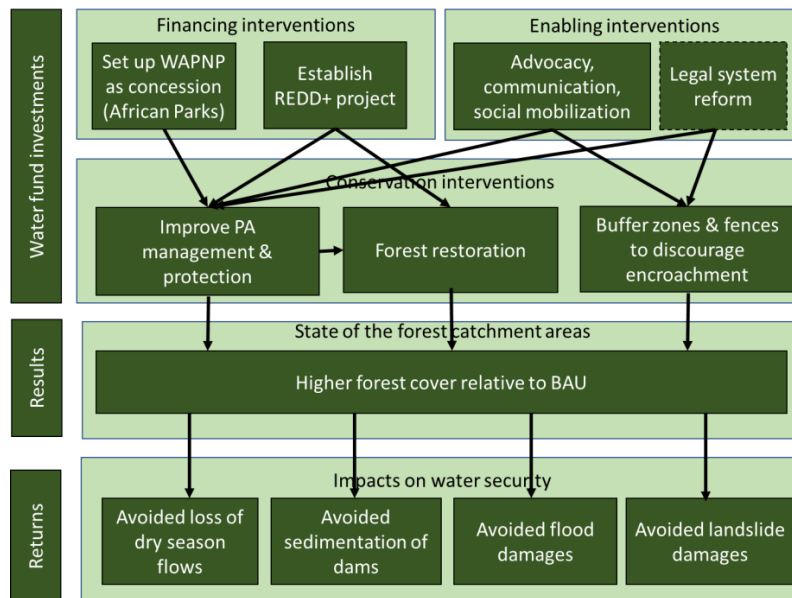 Water fund investments
Financing interventions
Set up WAPNP
as concession
(African Parks)
Establish
REDD+ project
Enabling interventions
Advocacy,
communication,
social mobilization
Legal system
reform
Conservation interventions
Improve PA
management &
protection
Forest restoration
Buffer zones & fences
to discourage
encroachment
Results
State of the forest catchment areas
Higher forest cover relative to BAU
Returns
Impacts on water security
Avoided loss of
dry season
flows
Avoided
sedimentation of
dams
Avoided flood
damages
Avoided landslide
damages